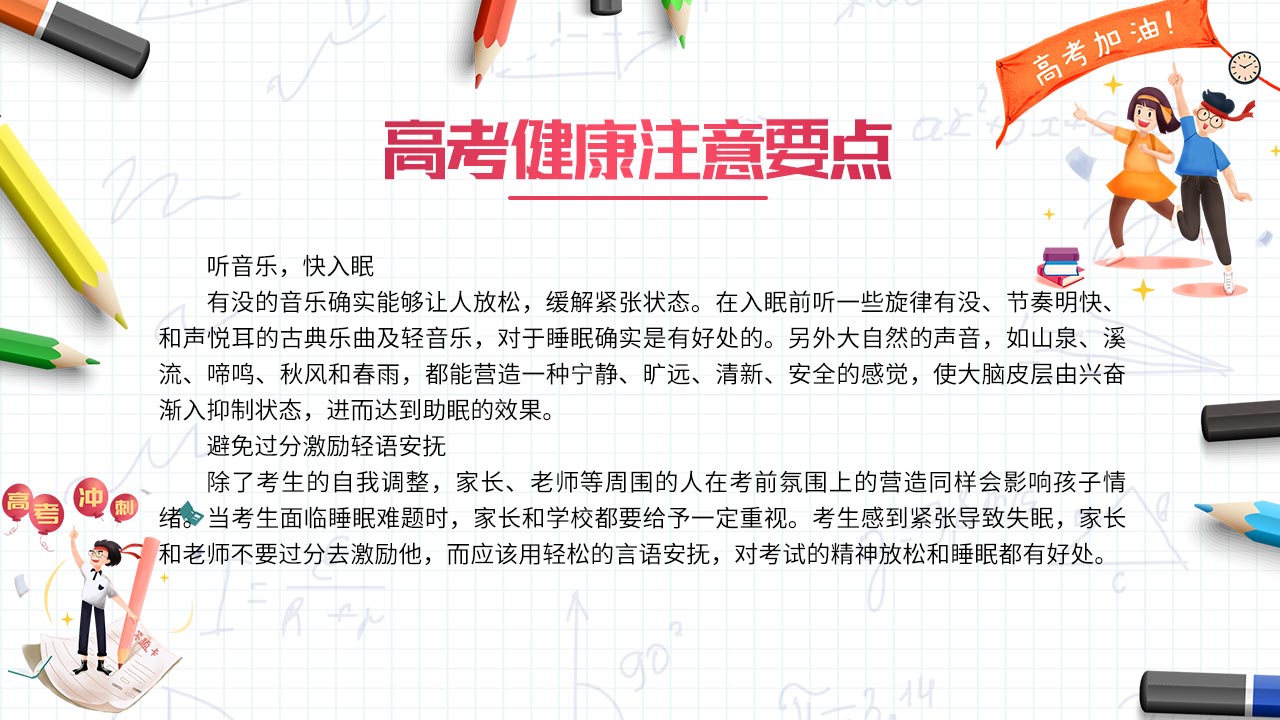 高考加油!
高考健康注意要点
听音乐，快入眠
有没的音乐确实能够让人放松，缓解紧张状态。在入眠前听一些旋律有没、节奏明快、
和声悦耳的古典乐曲及轻音乐，对于睡眠确实是有好处的。另外大自然的声音，如山泉、溪
流、啼鸣、秋风和春雨，都能营造一种宁静、旷远、清新、安全的感觉，使大脑皮层由兴奋
渐入抑制状态，进而达到助眠的效果。
避免过分激励轻语安抚
除了考生的自我调整，家长、老师等周围的人在考前氛围上的营造同样会影响孩子情
绪。当考生面临睡眠难题时，家长和学校都要给予一定重视。考生感到紧张导致失眠，家长
和老师不要过分去激励他，而应该用轻松的言语安抚，对考试的精神放松和睡眠都有好处。
高考冲刺
答题卡
90°
π=3.14